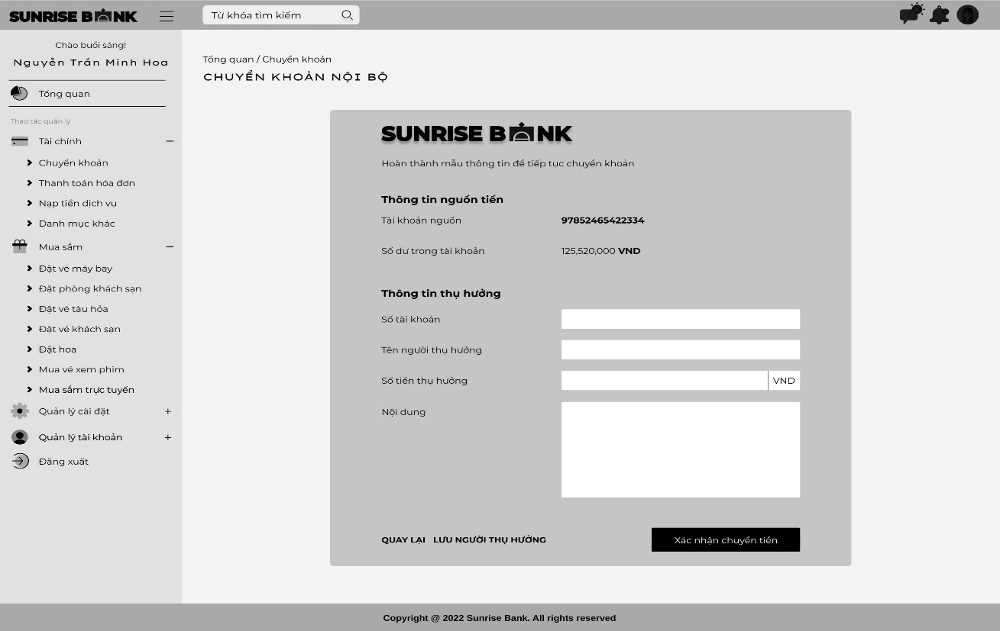 SUNRISE BANK
Từ khóa tìm kiếm
Chào buổi sáng!
Nguyễn Trần Minh Hoa
Tổng quan
Thao tác quản lý
Tài chính
Chuyển khoản
Thanh toán hóa đơn
Nạp tiền dịch vụ
Danh mục khác
Mua sắm
Đặt vé máy bay
Đặt phòng khách sạn
Đặt vé tàu hỏa
Đặt vé khách sạn
Đặt hoa
Mua vé xem phim
Mua sắm trực tuyến
Quản lý cài đặt
Quản lý tài khoản
Đăng xuất
Tổng quan / Chuyển khoản
CHUYỂN KHOẢN NỘI BỘ
SUNRISE BANK
Hoàn thành mẫu thông tin để tiếp tục chuyển khoản
Thông tin nguồn tiền
Tài khoản nguồn 97852465422334
Số dư trong tài khoản 125,520,000 VND
Thông tin thụ hưởng
Số tài khoản
Tên người thụ hưởng
Số tiền thụ hưởng VND
Nội dung
QUAY LẠI LƯU NGƯỜI THỤ HƯỞNG Xác nhận chuyển tiền
Copyright @ 2022 Sunrise Bank. All rights reserved